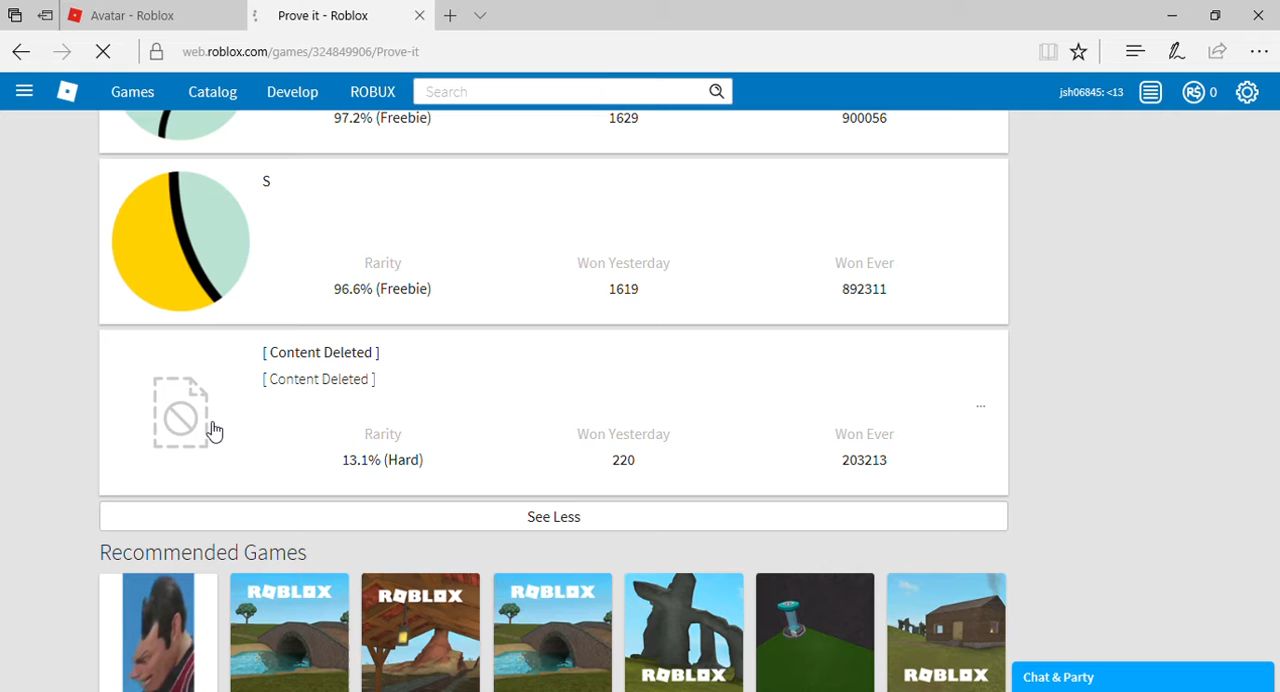 Avatar - Roblox
Prove it - Roblox
web.roblox.com/games/324849906/Prove-it
Games
Catalog
Develop
ROBUX
Search
jsh06845: <13
R$ 0
97.2% (Freebie)
1629
900056
S
Rarity
Won Yesterday
Won Ever
96.6% (Freebie)
1619
892311
[ Content Deleted ]
[ Content Deleted ]
...
Rarity
Won Yesterday
Won Ever
13.1% (Hard)
220
203213
See Less
Recommended Games
ROBLOX
ROBLOX
ROBLOX
ROBLOX
ROBLOX
Chat & Party